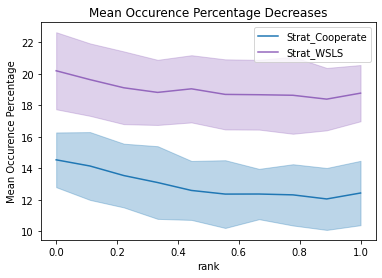 Mean Occurence Percentage Decreases
Strat_Cooperate
Strat_WSLS
Mean Occurence Percentage
22
20
18
16
14
12
10
0.0 0.2 0.4 0.6 0.8 1.0
rank